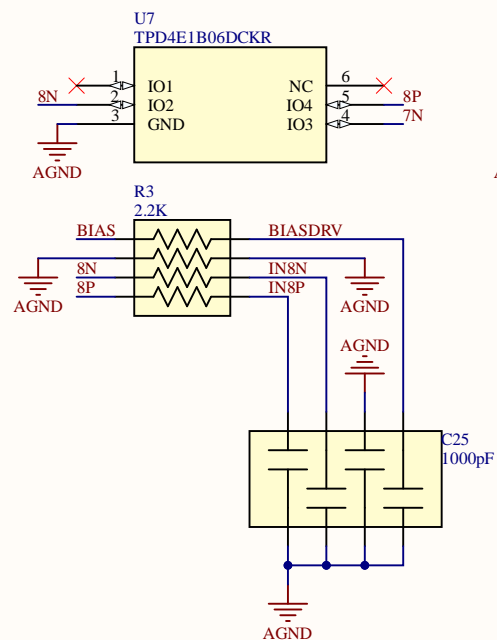 U7
TPD4E1B06DCKR
1 IO1 NC 6
8N 2 IO2 IO4 5 8P
3 GND IO3 4 7N
AGND
R3
2.2K
BIAS BIASDRV
8N IN8N
8P IN8P
AGND AGND
AGND
C25
1000pF
AGND